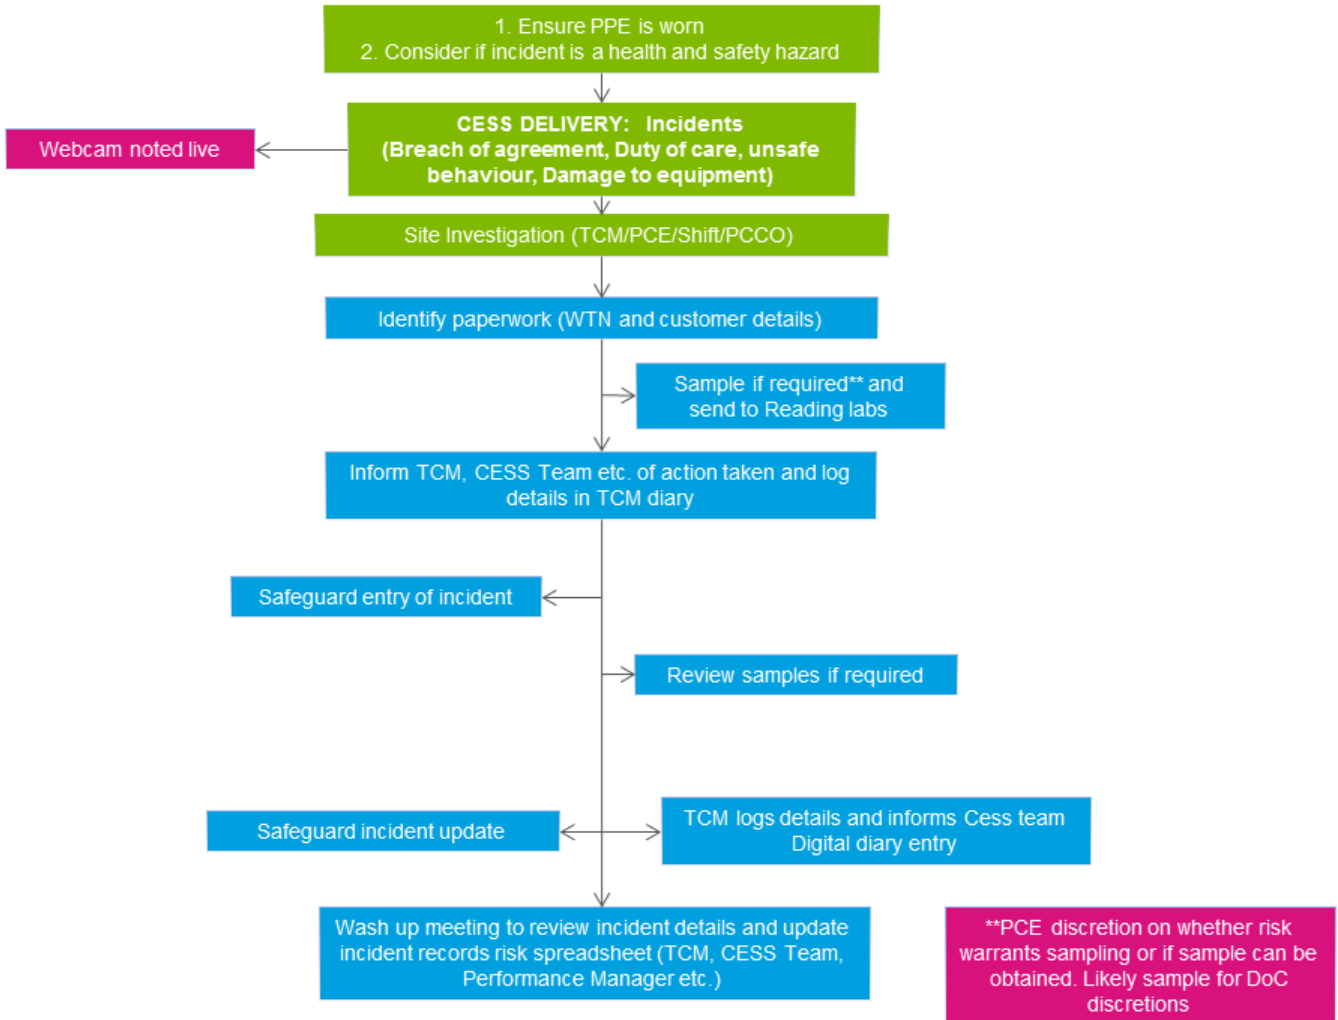 1. Ensure PPE is worn
2. Consider if incident is a health and safety hazard
CESS DELIVERY: Incidents
(Breach of agreement, Duty of care, unsafe
behaviour, Damage to equipment)
Webcam noted live
Site Investigation (TCM/PCE/Shift/PCCO)
Identify paperwork (WTN and customer details)
Sample if required** and
send to Reading labs
Inform TCM, CESS Team etc. of action taken and log
details in TCM diary
Safeguard entry of incident
Review samples if required
Safeguard incident update
TCM logs details and informs Cess team
Digital diary entry
Wash up meeting to review incident details and update
incident records risk spreadsheet (TCM, CESS Team,
Performance Manager etc.)
**PCE discretion on whether risk
warrants sampling or if sample can be
obtained. Likely sample for DoC
discretions